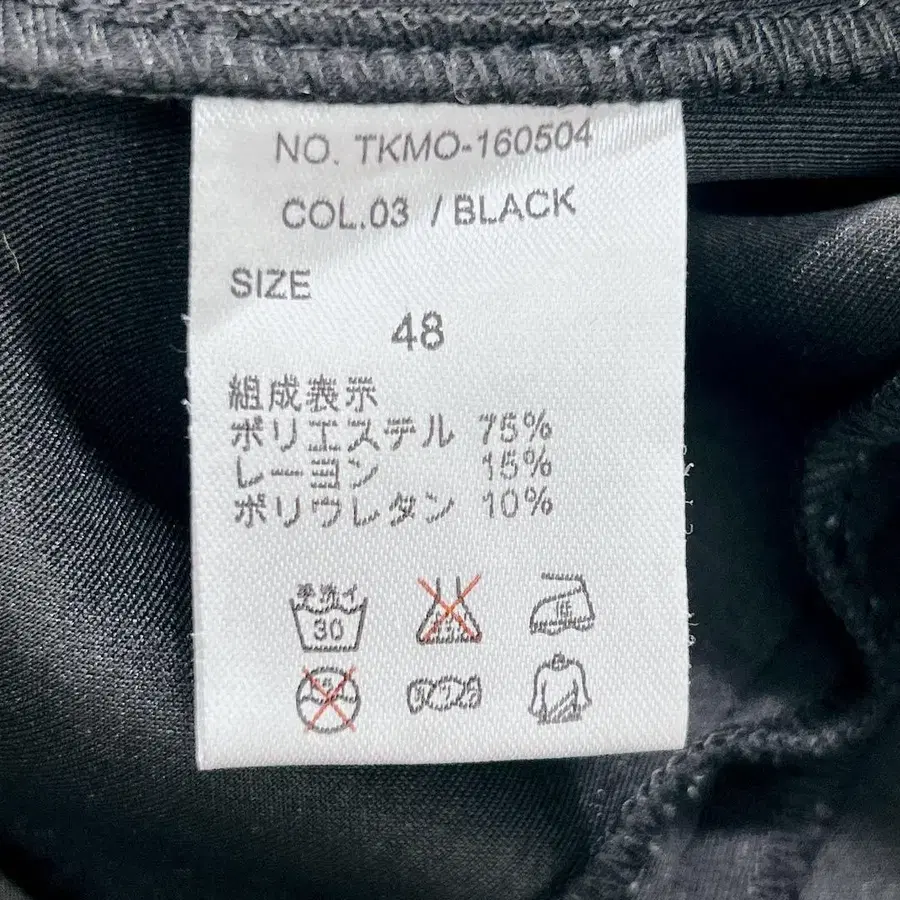 NO. TKMO-160504
COL.03 / BLACK
SIZE
48
組成表示
ポリエステル 75%
レーヨン 15%
ポリウレタン 10%
手洗イ
30
低